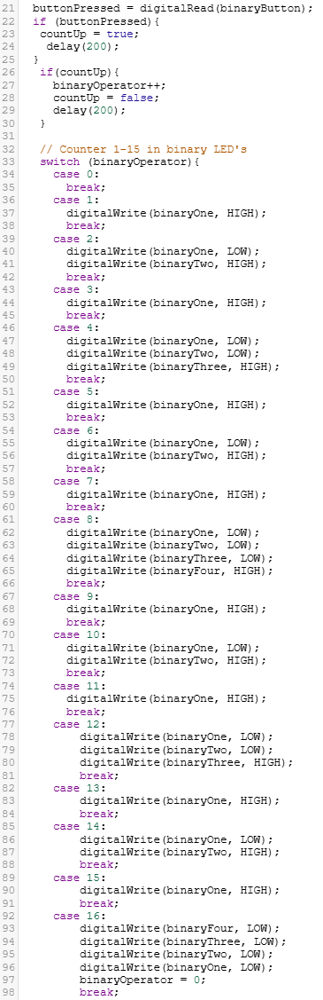 21 buttonPressed = digitalRead(binaryButton);
22 if (buttonPressed){
23 countUp = true;
24 delay(200);
25 }
26 if(countUp){
27 binaryOperator++;
28 countUp = false;
29 delay(200);
30 }
31
32 // Counter 1-15 in binary LED's
33 switch (binaryOperator){
34 case 0:
35 break;
36 case 1:
37 digitalWrite(binaryOne, HIGH);
38 break;
39 case 2:
40 digitalWrite(binaryOne, LOW);
41 digitalWrite(binaryTwo, HIGH);
42 break;
43 case 3:
44 digitalWrite(binaryOne, HIGH);
45 break;
46 case 4:
47 digitalWrite(binaryOne, LOW);
48 digitalWrite(binaryTwo, LOW);
49 digitalWrite(binaryThree, HIGH);
50 break;
51 case 5:
52 digitalWrite(binaryOne, HIGH);
53 break;
54 case 6:
55 digitalWrite(binaryOne, LOW);
56 digitalWrite(binaryTwo, HIGH);
57 break;
58 case 7:
59 digitalWrite(binaryOne, HIGH);
60 break;
61 case 8:
62 digitalWrite(binaryOne, LOW);
63 digitalWrite(binaryTwo, LOW);
64 digitalWrite(binaryThree, LOW);
65 digitalWrite(binaryFour, HIGH);
66 break;
67 case 9:
68 digitalWrite(binaryOne, HIGH);
69 break;
70 case 10:
71 digitalWrite(binaryOne, LOW);
72 digitalWrite(binaryTwo, HIGH);
73 break;
74 case 11:
75 digitalWrite(binaryOne, HIGH);
76 break;
77 case 12:
78 digitalWrite(binaryOne, LOW);
79 digitalWrite(binaryTwo, LOW);
80 digitalWrite(binaryThree, HIGH);
81 break;
82 case 13:
83 digitalWrite(binaryOne, HIGH);
84 break;
85 case 14:
86 digitalWrite(binaryOne, LOW);
87 digitalWrite(binaryTwo, HIGH);
88 break;
89 case 15:
90 digitalWrite(binaryOne, HIGH);
91 break;
92 case 16:
93 digitalWrite(binaryFour, LOW);
94 digitalWrite(binaryThree, LOW);
95 digitalWrite(binaryTwo, LOW);
96 digitalWrite(binaryOne, LOW);
97 binaryOperator = 0;
98 break;